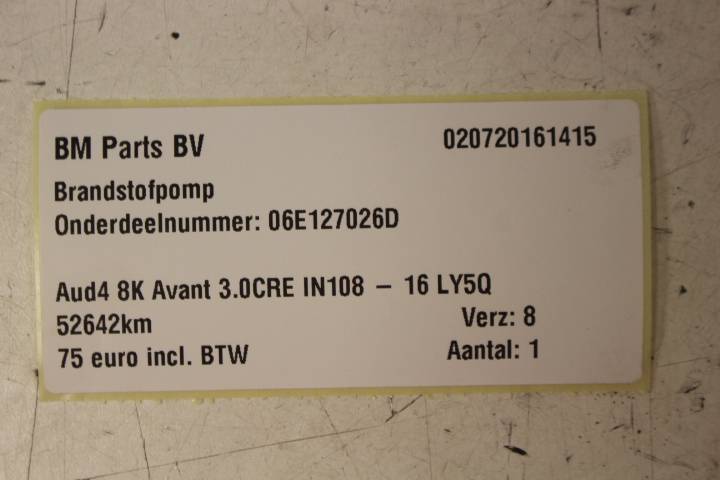 BM Parts BV 020720161415
Brandstofpomp
Onderdeelnummer: 06E127026D
Aud4 8K Avant 3.0CRE IN108 – 16 LY5Q
52642km Verz: 8
75 euro incl. BTW Aantal: 1